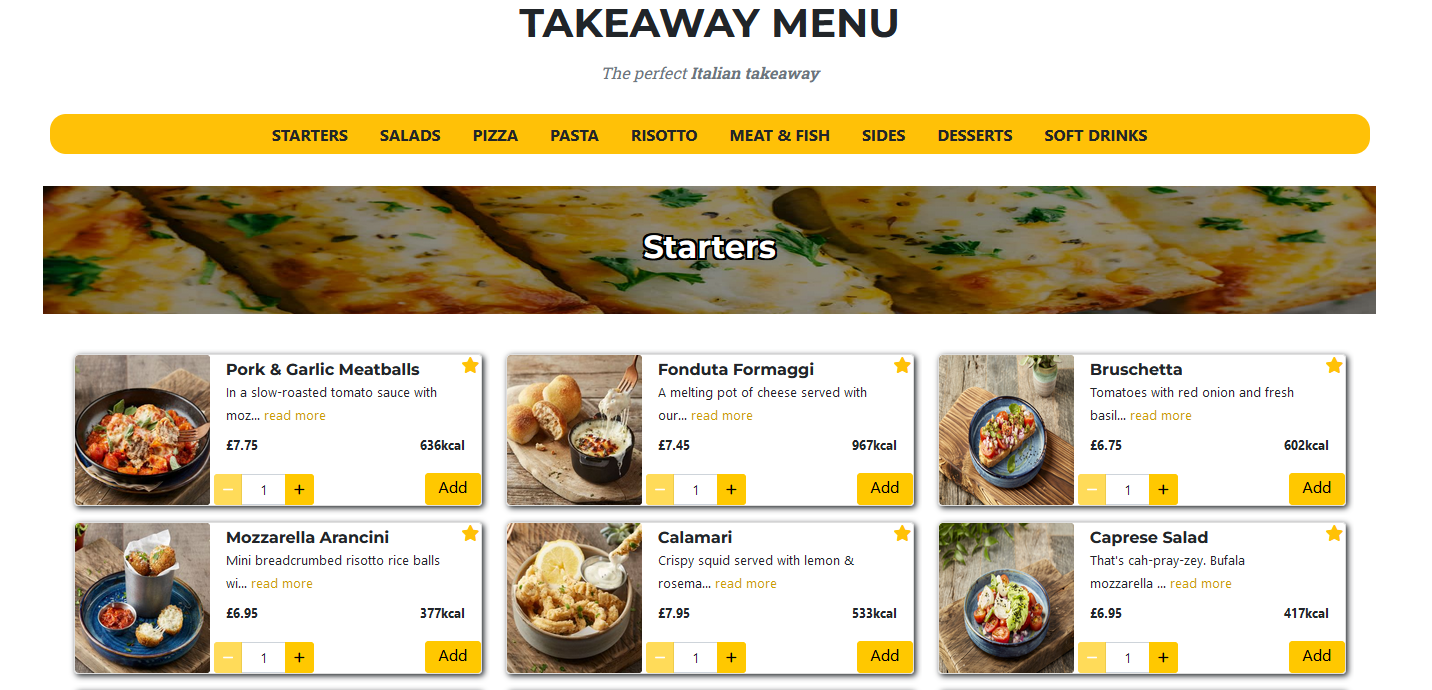 TAKEAWAY MENU
The perfect Italian takeaway
STARTERS SALADS PIZZA PASTA RISOTTO MEAT & FISH SIDES DESSERTS SOFT DRINKS
Starters
Pork & Garlic Meatballs
In a slow-roasted tomato sauce with
moz... read more
£7.75 636kcal
− 1 + Add
Fonduta Formaggi
A melting pot of cheese served with
our... read more
£7.45 967kcal
− 1 + Add
Bruschetta
Tomatoes with red onion and fresh
basil... read more
£6.75 602kcal
− 1 + Add
Mozzarella Arancini
Mini breadcrumbed risotto rice balls
wi... read more
£6.95 377kcal
− 1 + Add
Calamari
Crispy squid served with lemon &
rosema... read more
£7.95 533kcal
− 1 + Add
Caprese Salad
That's cah-pray-zey. Bufala
mozzarella ... read more
£6.95 417kcal
− 1 + Add